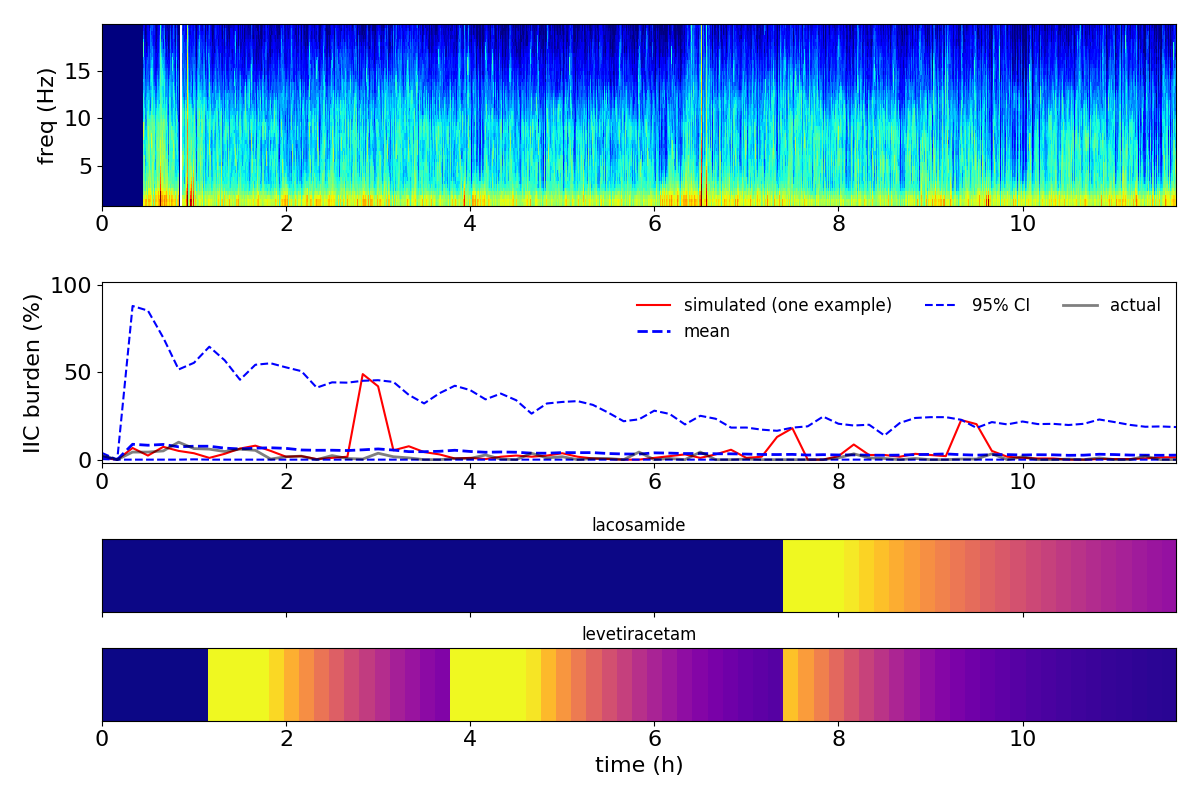 freq (Hz)
15
10
5
0 2 4 6 8 10
IIC burden (%)
100
50
0
simulated (one example) 95% CI actual
mean
0 2 4 6 8 10
lacosamide
levetiracetam
0 2 4 6 8 10
time (h)